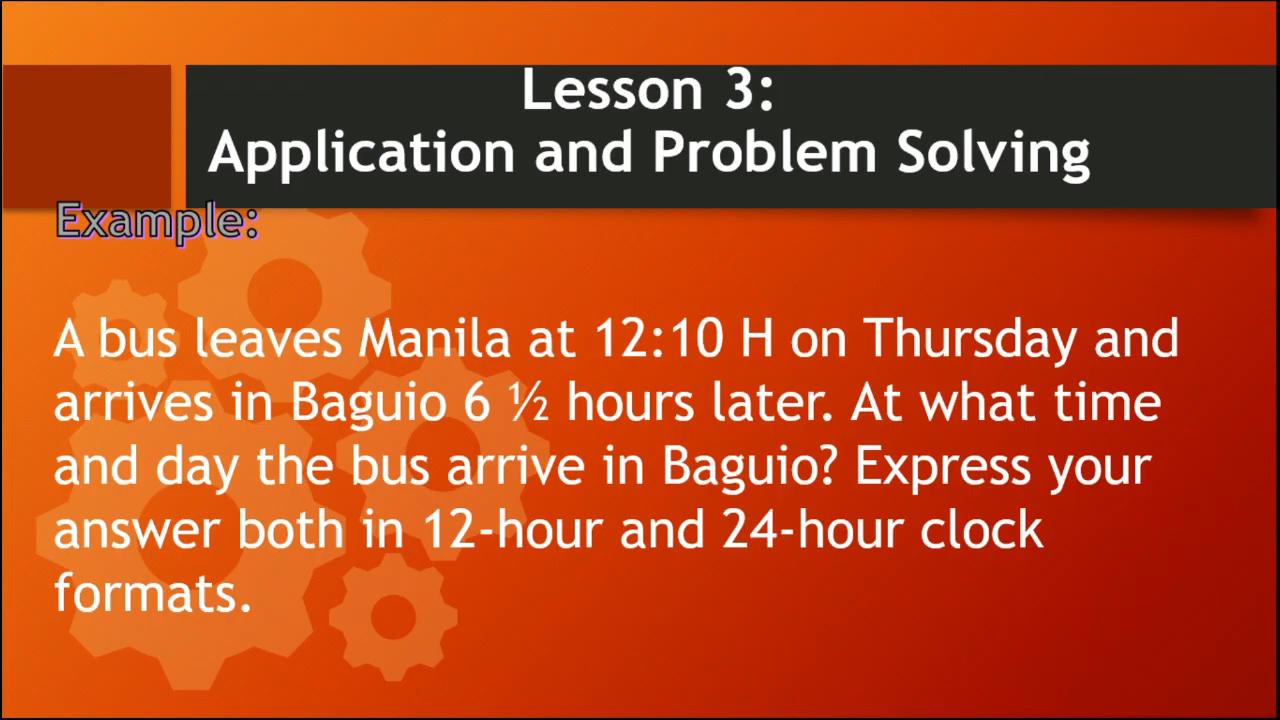 Lesson 3:
Application and Problem Solving
Example:
A bus leaves Manila at 12:10 H on Thursday and
arrives in Baguio 6 ½ hours later. At what time
and day the bus arrive in Baguio? Express your
answer both in 12-hour and 24-hour clock
formats.